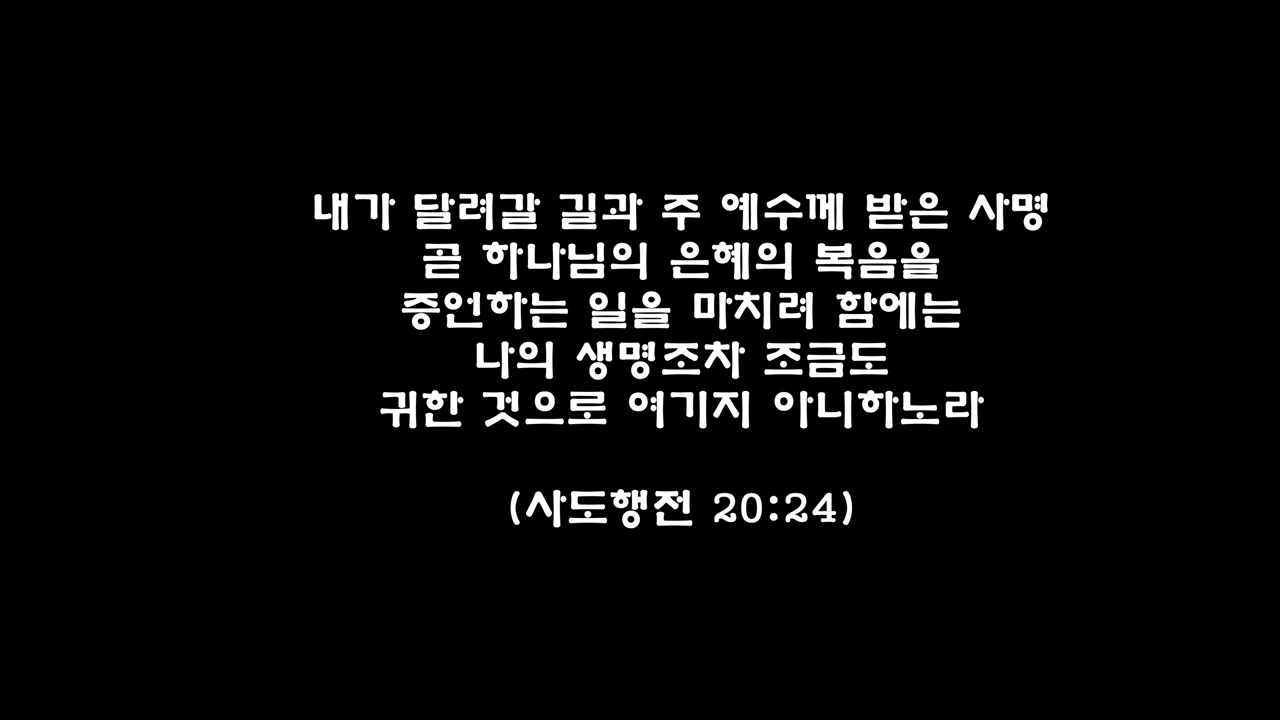 내가 달려갈 길과 주 예수께 받은 사명
곧 하나님의 은혜의 복음을
증언하는 일을 마치려 함에는
나의 생명조차 조금도
귀한 것으로 여기지 아니하노라
(사도행전 20:24)